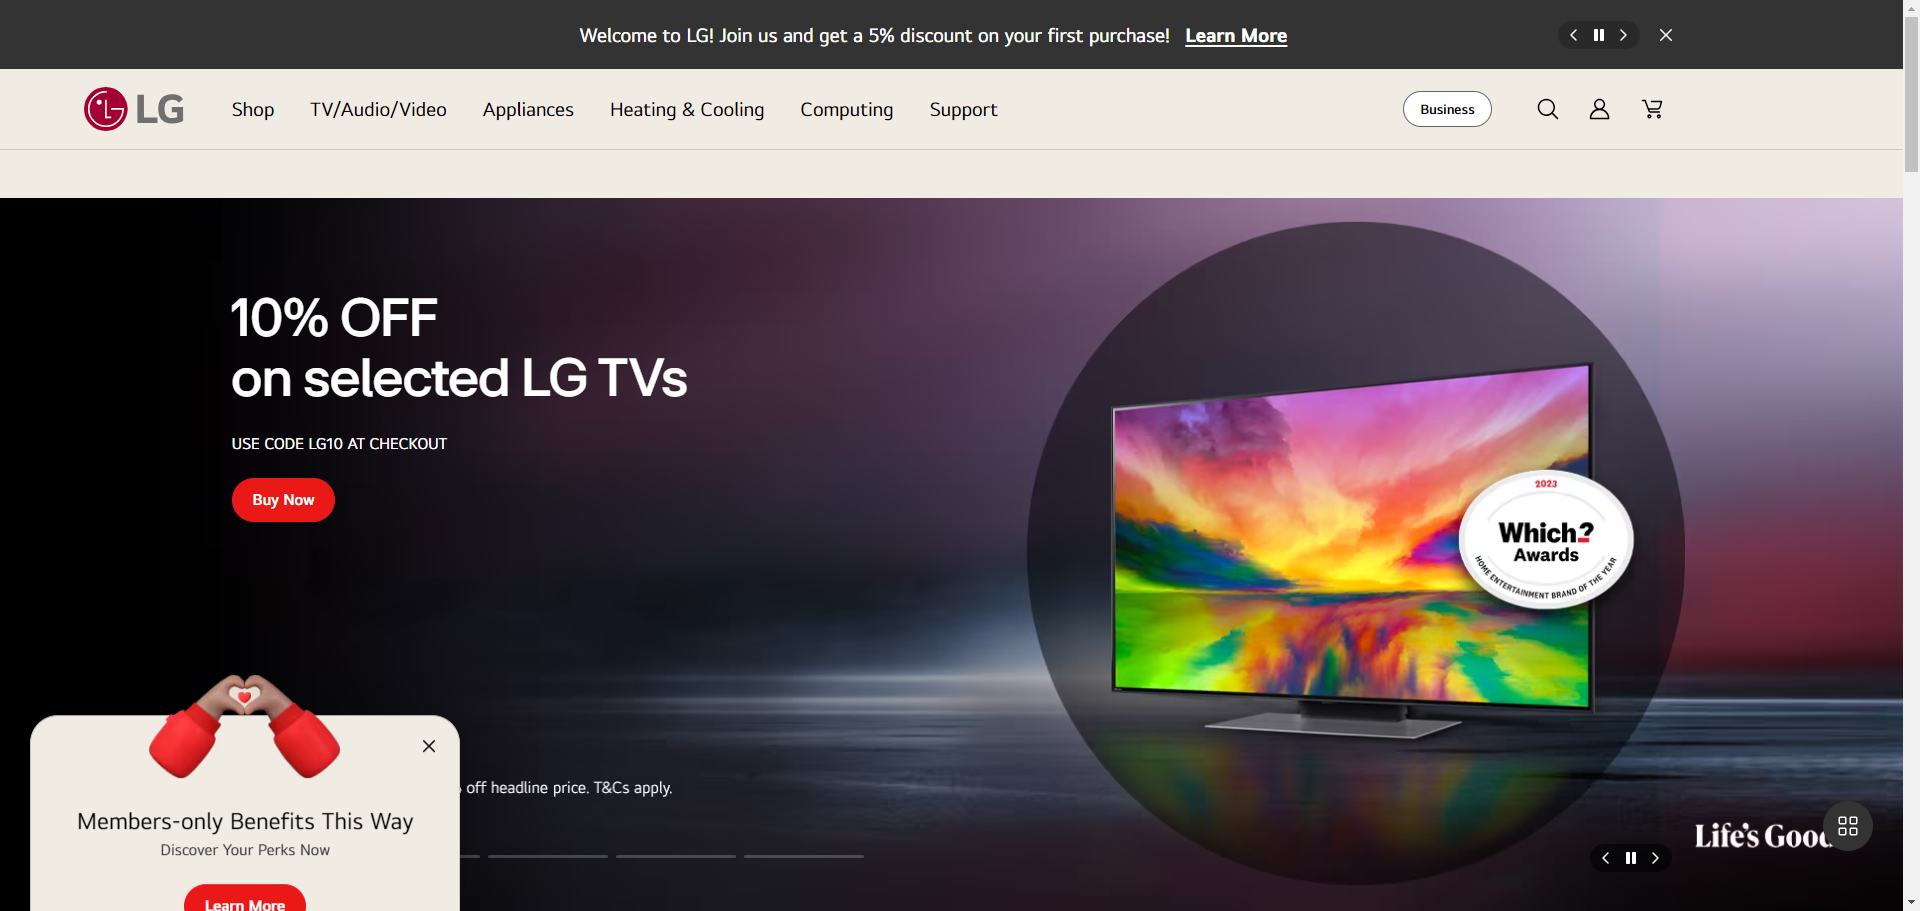 Welcome to LG! Join us and get a 5% discount on your first purchase! Learn More
LG
Shop TV/Audio/Video Appliances Heating & Cooling Computing Support Business
10% OFF
on selected LG TVs
USE CODE LG10 AT CHECKOUT
Buy Now
2023
Which?
Awards
HOME ENTERTAINMENT BRAND OF THE YEAR
off headline price. T&Cs apply.
Members-only Benefits This Way
Discover Your Perks Now
Learn More
Life's Good